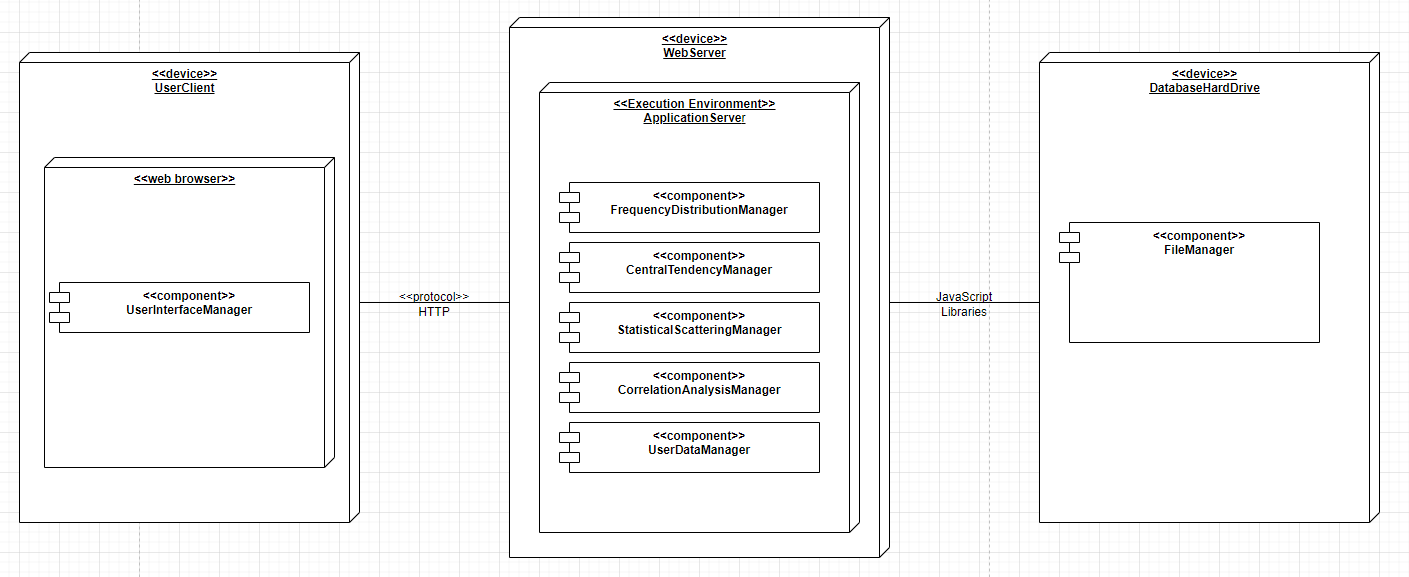 <<device>>
UserClient
<<web browser>>
<<component>>
UserInterfaceManager
<<protocol>>
HTTP
<<device>>
WebServer
<<Execution Environment>>
ApplicationServer
<<component>>
FrequencyDistributionManager
<<component>>
CentralTendencyManager
<<component>>
StatisticalScatteringManager
<<component>>
CorrelationAnalysisManager
<<component>>
UserDataManager
JavaScript
Libraries
<<device>>
DatabaseHardDrive
<<component>>
FileManager